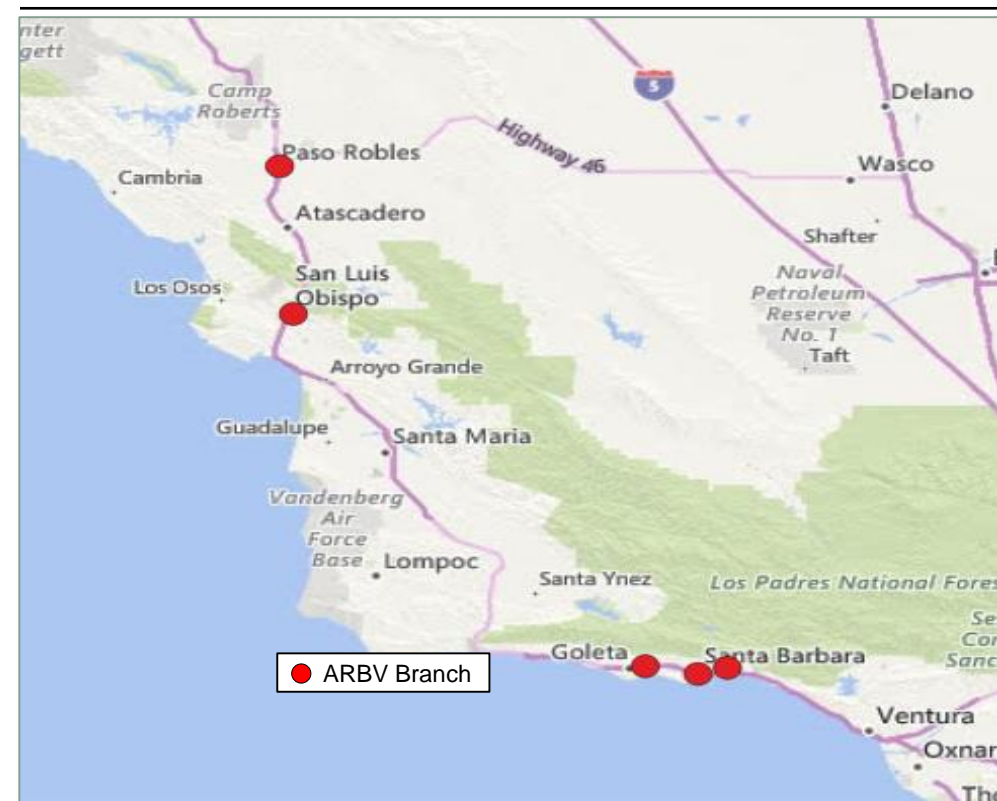 nter
gett
Camp
Roberts
5
Delano
Paso Robles
Highway 46
Wasco
Cambria
Atascadero
Shafter
San Luis
Obispo
Los Osos
Naval
Petroleum
Reserve
No. 1
Taft
Arroyo Grande
Guadalupe
Santa Maria
Vandenberg
Air
Force
Base
Lompoc
Santa Ynez
Los Padres National Fores
Se
Con
Sanc
Goleta
Santa Barbara
ARBV Branch
Ventura
Oxnar
Tho